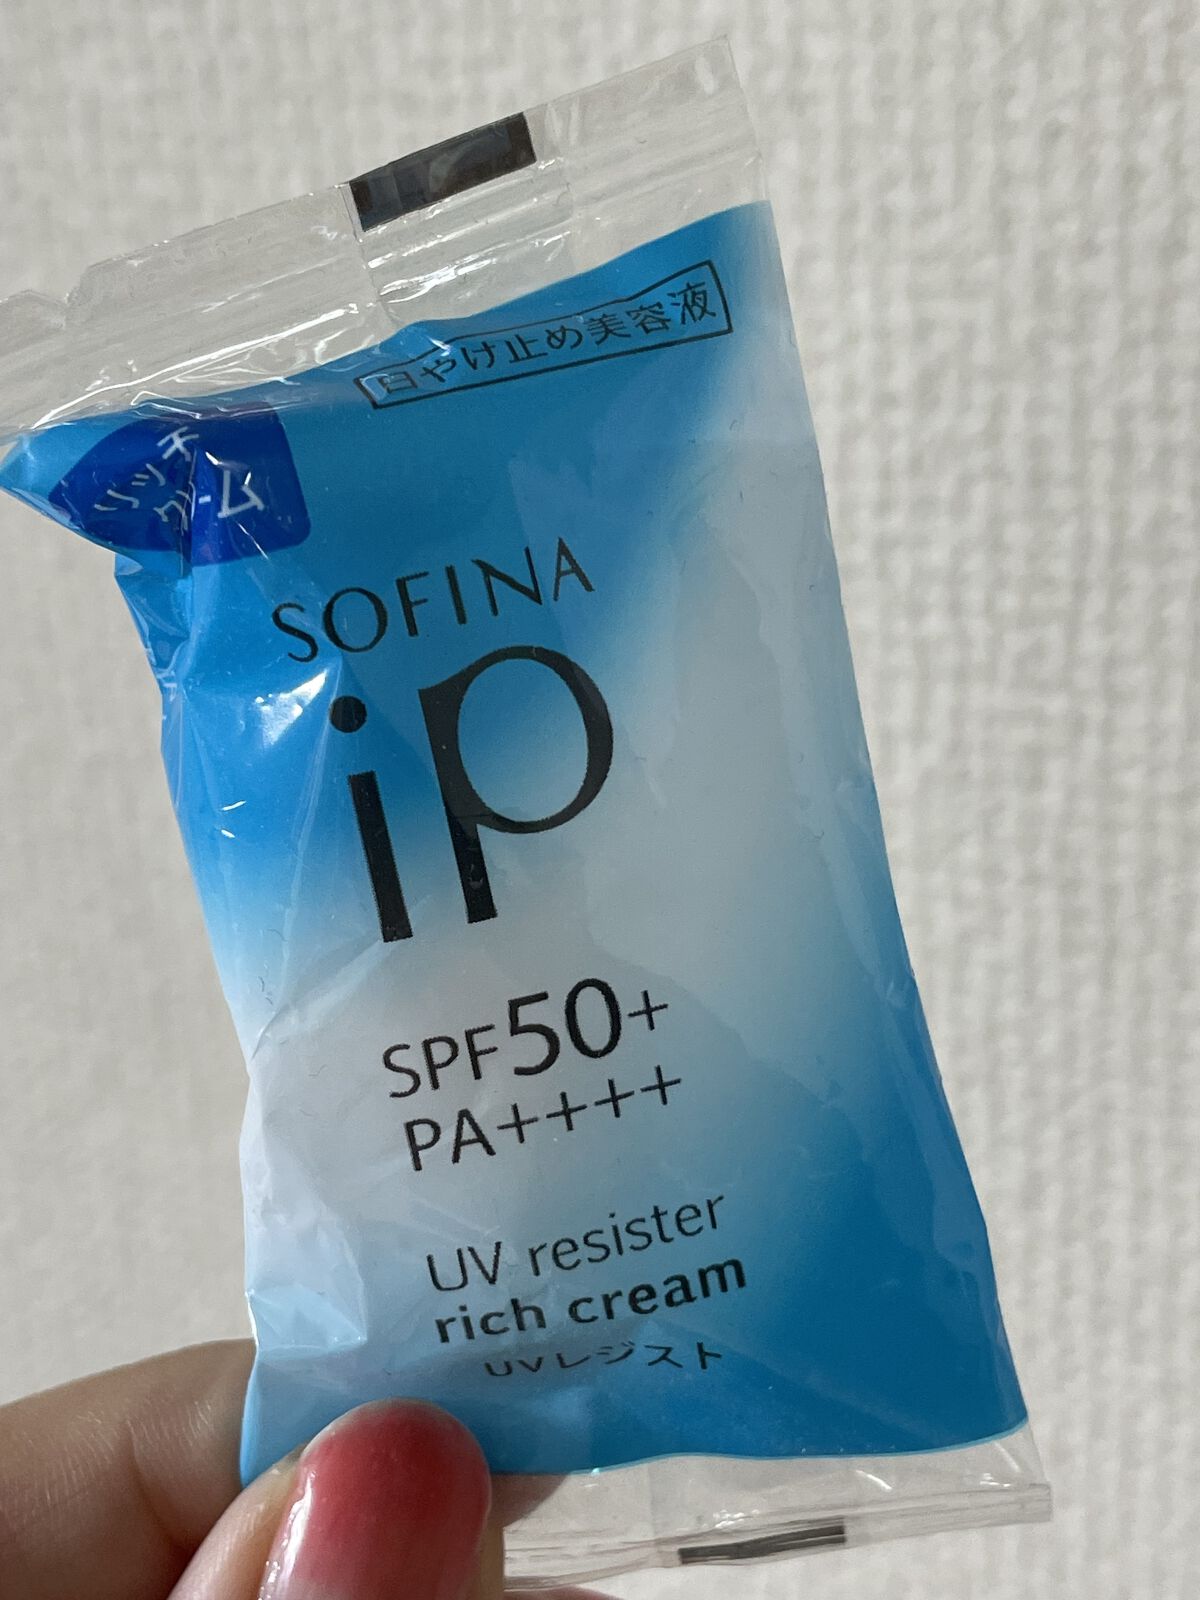 日やけ止め美容液
リッチ
クリーム
SOFINA
ip
SPF50+
PA++++
UV resister
rich cream
UVレジスト